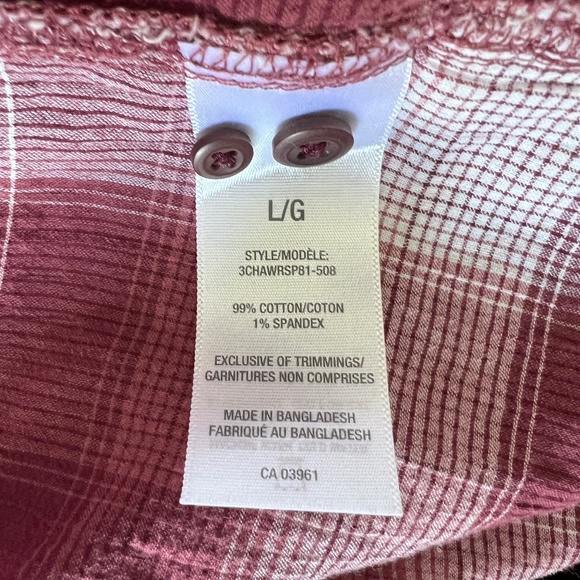 L/G
STYLE/MODÈLE:
3CHAWRSP81-508
99% COTTON/COTON
1% SPANDEX
EXCLUSIVE OF TRIMMINGS/
GARNITURES NON COMPRISES
MADE IN BANGLADESH
FABRIQUÉ AU BANGLADESH
CA 03961